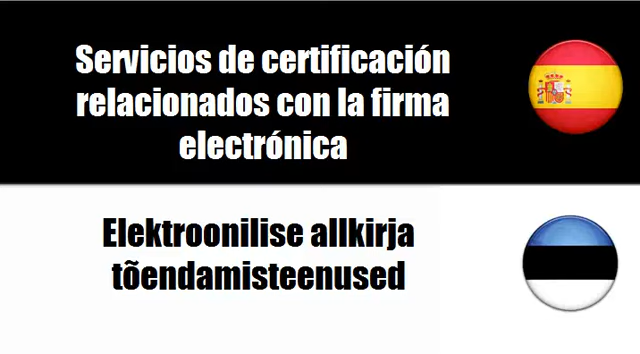 Servicios de certificación
relacionados con la firma
electrónica
Elektroonilise allkirja
tõendamisteenused